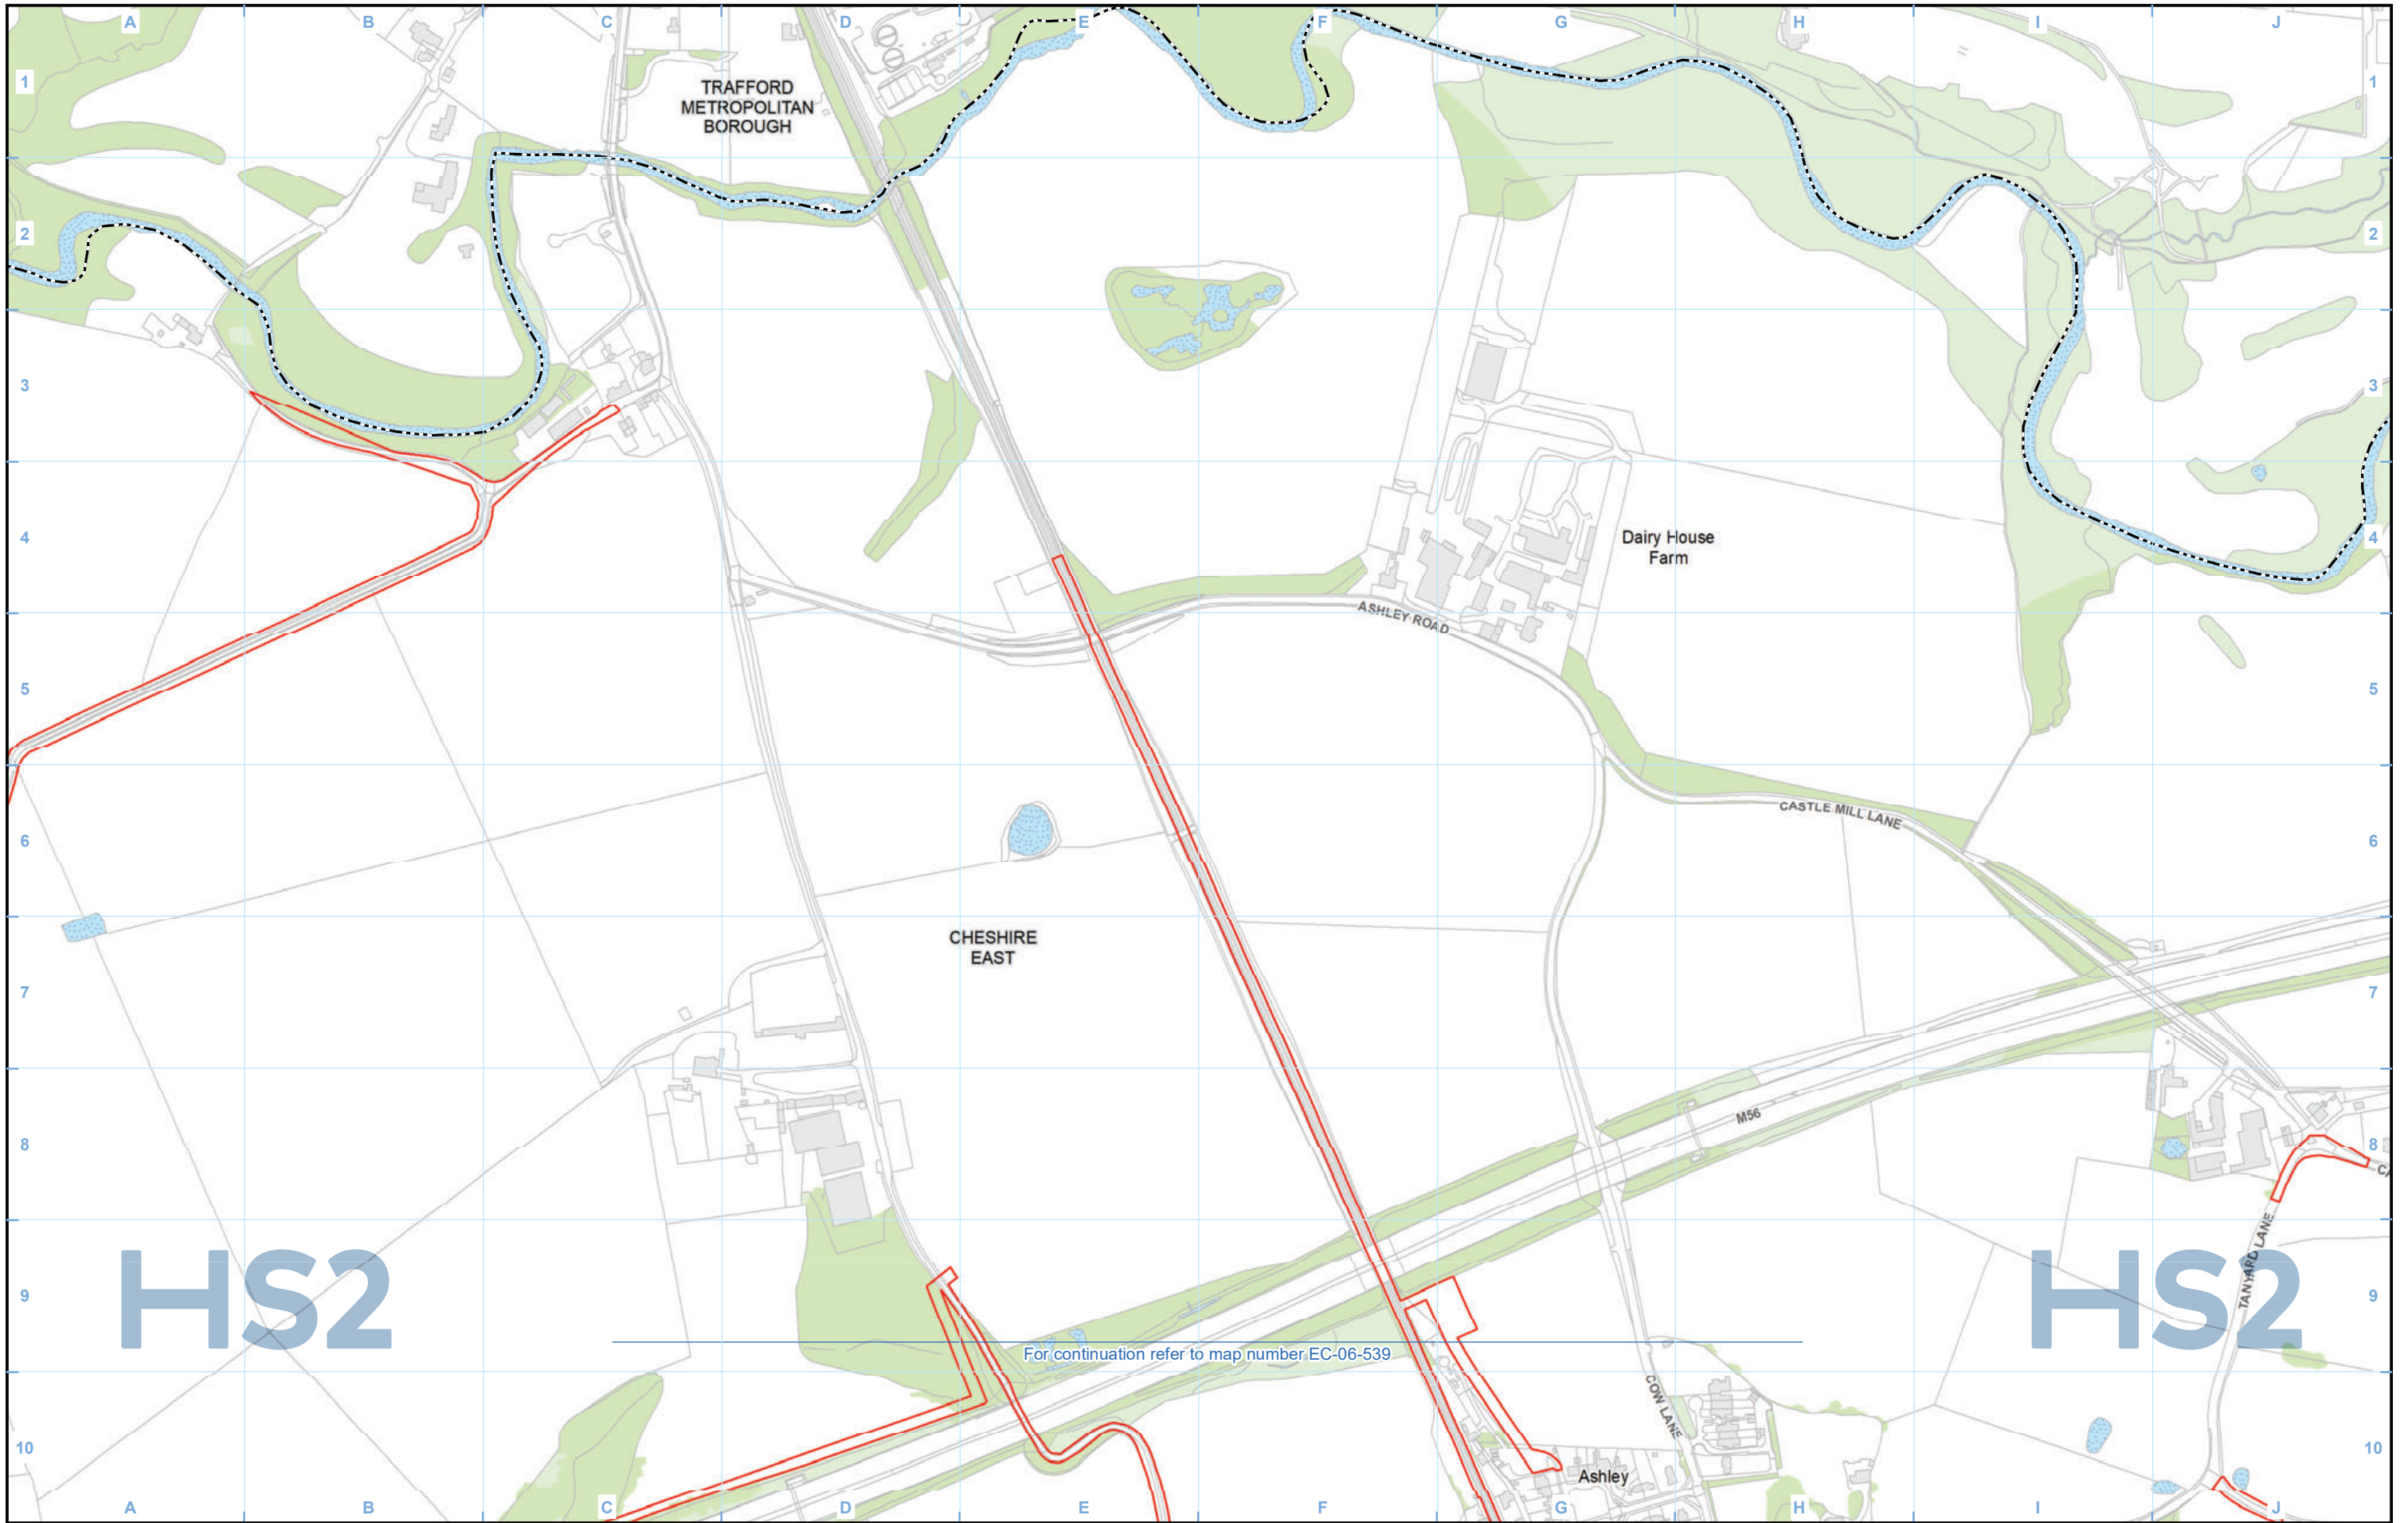 A B C D E F G H I J
1 1
TRAFFORD
METROPOLITAN
BOROUGH
2 2
3 3
4 4
Dairy House
Farm
ASHLEY ROAD
5 5
CASTLE MILL LANE
6 6
CHESHIRE
EAST
7 7
M56
8 8
CA
TANYARD LANE
HS2 HS2
9 9
For continuation refer to map number EC-06-539
COW LANE
10 10
Ashley
A B C D E F G H I J